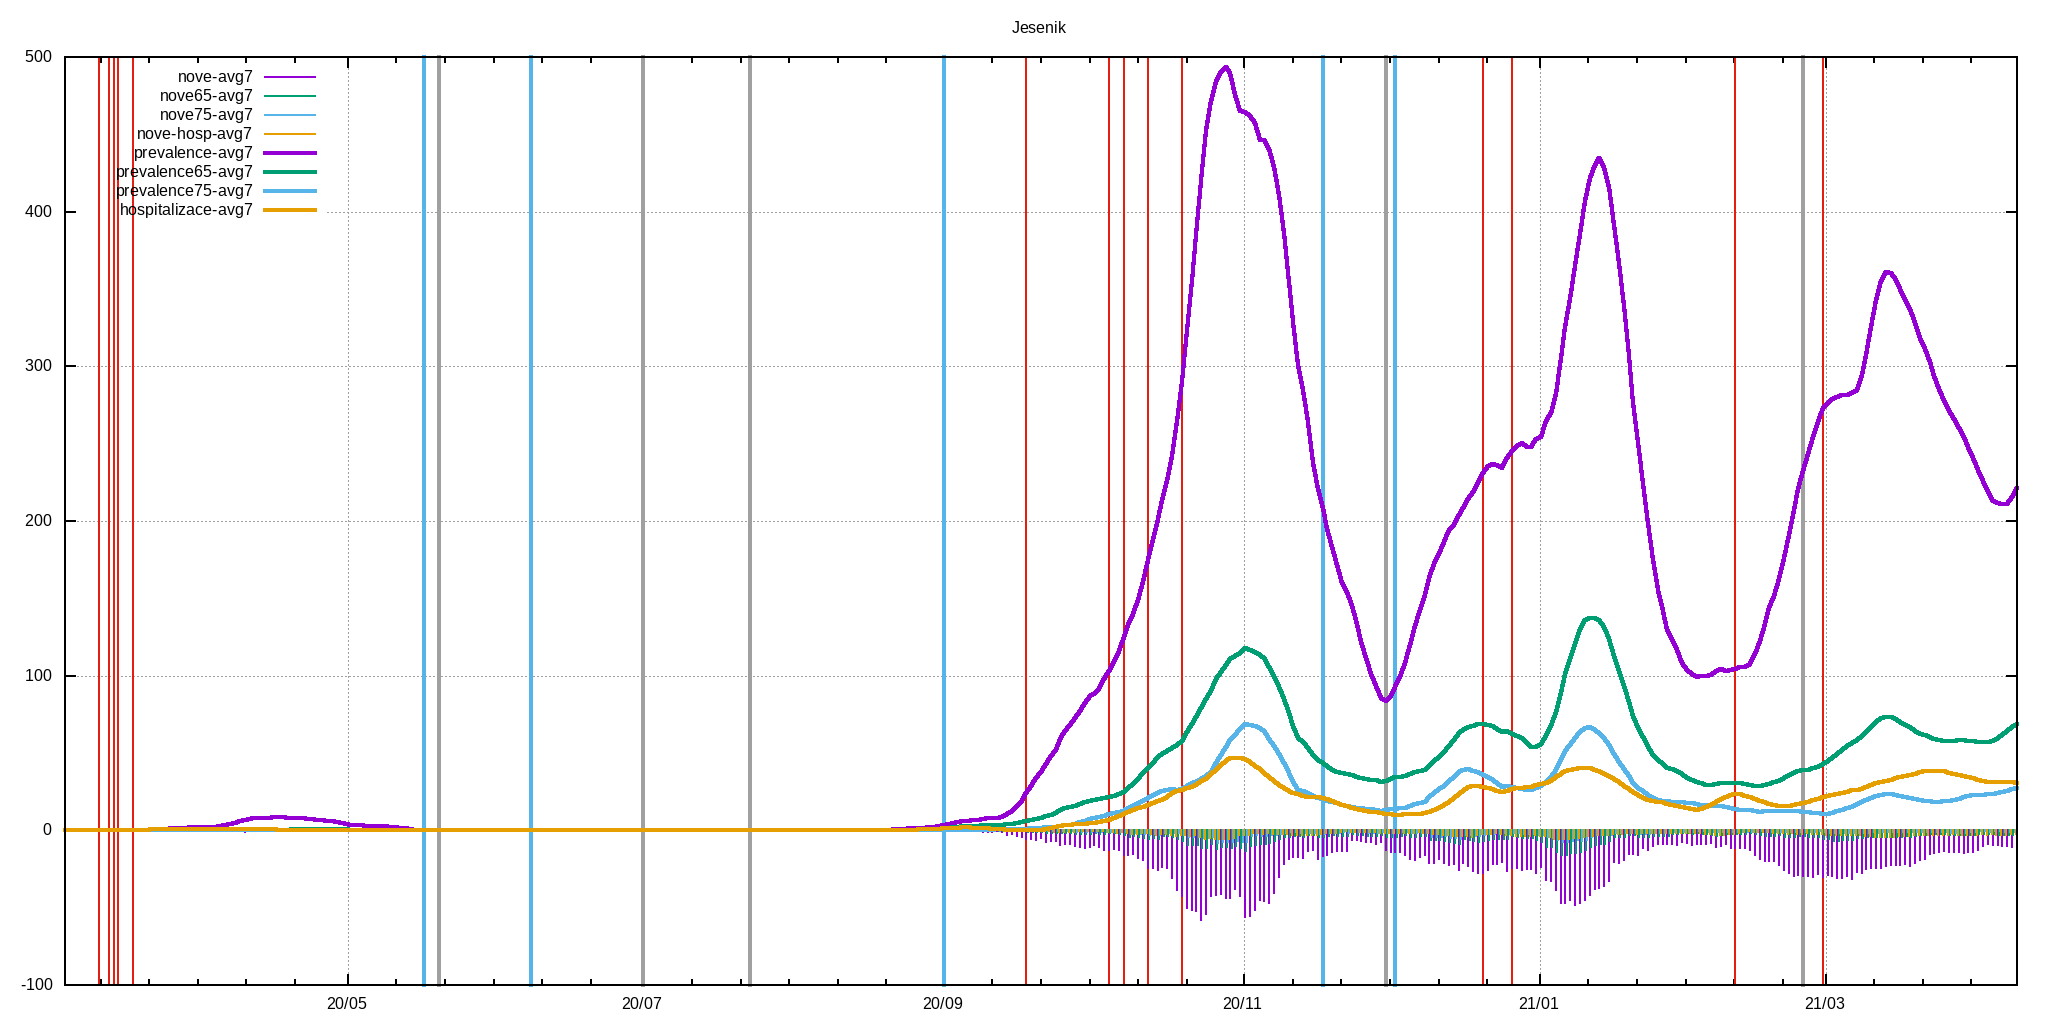 Jesenik
500
400
300
200
100
0
-100
nove-avg7
nove65-avg7
nove75-avg7
nove-hosp-avg7
prevalence-avg7
prevalence65-avg7
prevalence75-avg7
hospitalizace-avg7
20/05 20/07 20/09 20/11 21/01 21/03